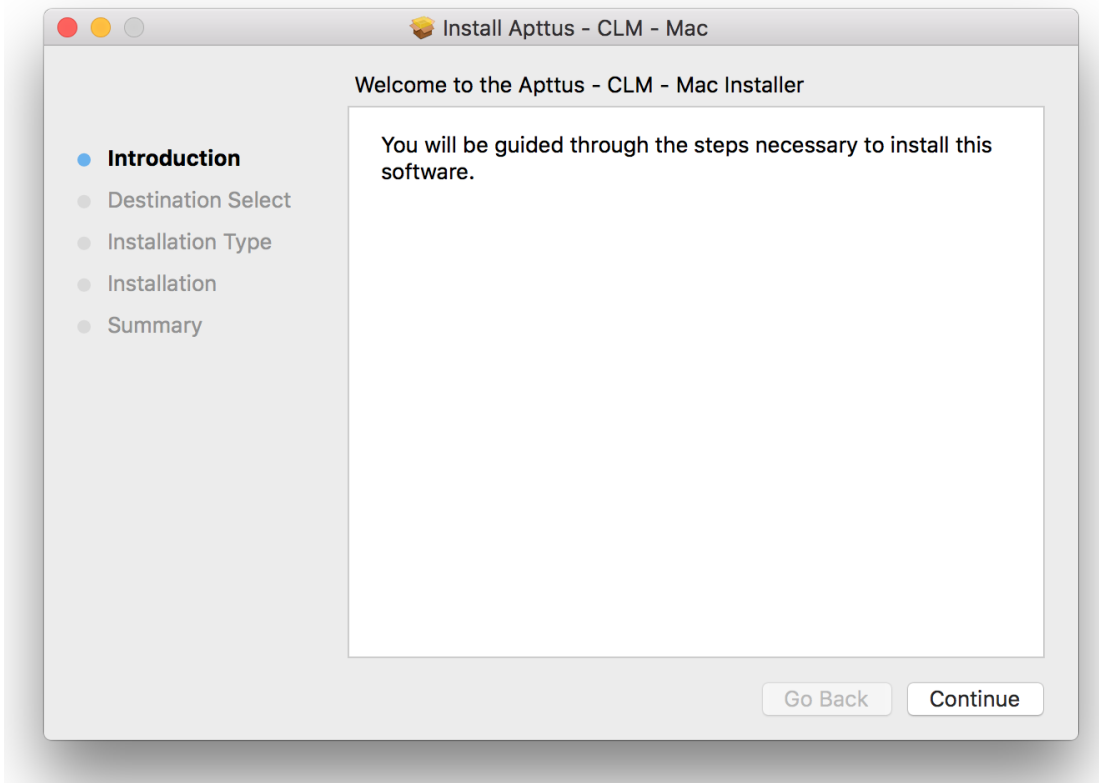 Install Apttus - CLM - Mac
Welcome to the Apttus - CLM - Mac Installer
Introduction
Destination Select
Installation Type
Installation
Summary
You will be guided through the steps necessary to install this
software.
Go Back
Continue